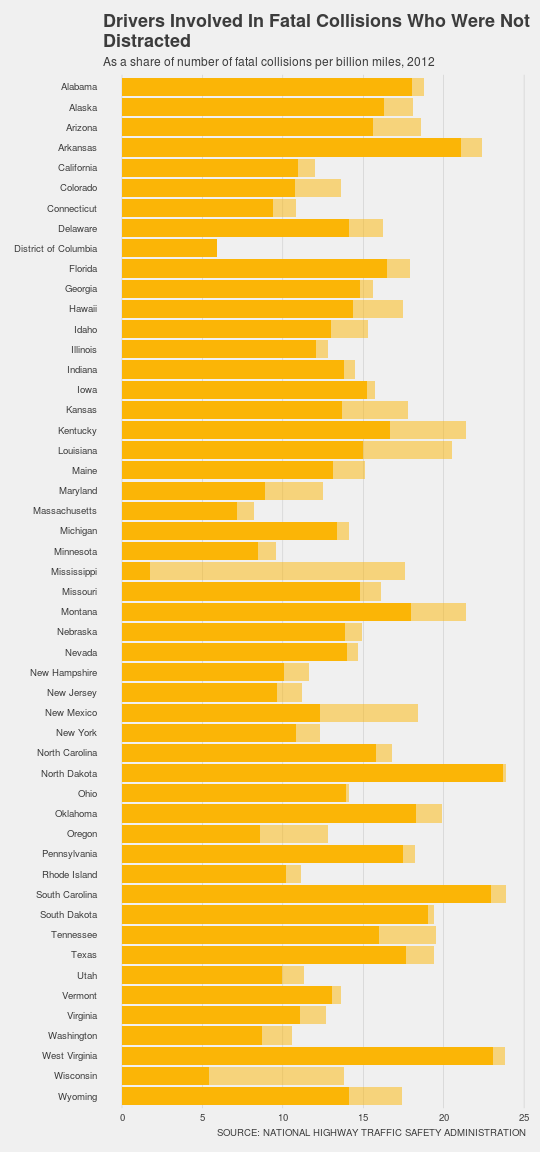 Drivers Involved In Fatal Collisions Who Were Not
Distracted
As a share of number of fatal collisions per billion miles, 2012
Alabama
Alaska
Arizona
Arkansas
California
Colorado
Connecticut
Delaware
District of Columbia
Florida
Georgia
Hawaii
Idaho
Illinois
Indiana
Iowa
Kansas
Kentucky
Louisiana
Maine
Maryland
Massachusetts
Michigan
Minnesota
Mississippi
Missouri
Montana
Nebraska
Nevada
New Hampshire
New Jersey
New Mexico
New York
North Carolina
North Dakota
Ohio
Oklahoma
Oregon
Pennsylvania
Rhode Island
South Carolina
South Dakota
Tennessee
Texas
Utah
Vermont
Virginia
Washington
West Virginia
Wisconsin
Wyoming
0 5 10 15 20 25
SOURCE: NATIONAL HIGHWAY TRAFFIC SAFETY ADMINISTRATION